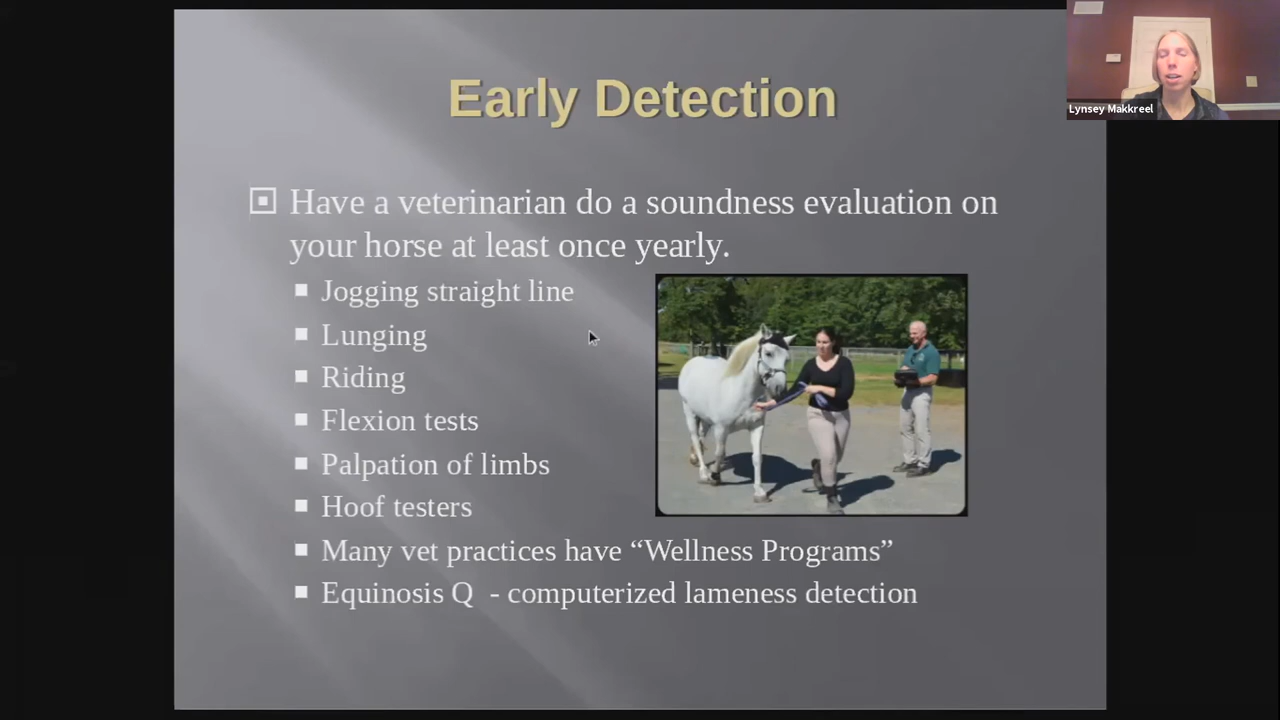 Early Detection
Lynsey Makkreel
Have a veterinarian do a soundness evaluation on
your horse at least once yearly.
Jogging straight line
Lunging
Riding
Flexion tests
Palpation of limbs
Hoof testers
Many vet practices have “Wellness Programs”
Equinosis Q - computerized lameness detection